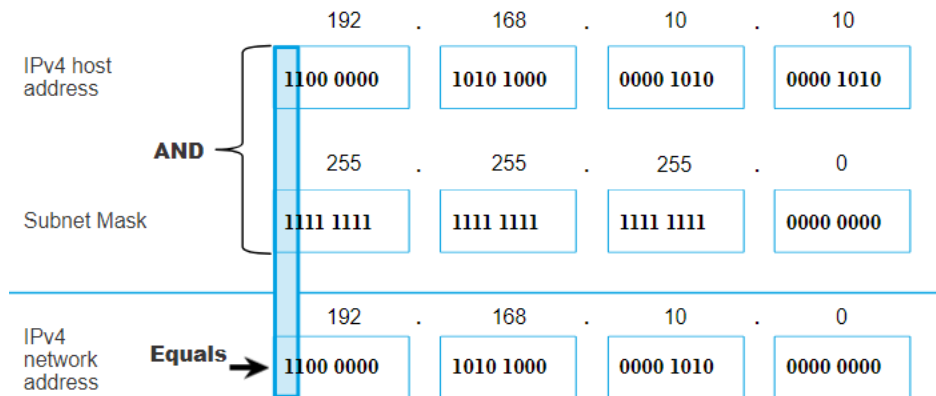 192 . 168 . 10 . 10
IPv4 host
address
1100 0000 1010 1000 0000 1010 0000 1010
AND
255 . 255 . 255 . 0
Subnet Mask
1111 1111 1111 1111 1111 1111 0000 0000
192 . 168 . 10 . 0
IPv4
network
address
Equals
1100 0000 1010 1000 0000 1010 0000 0000